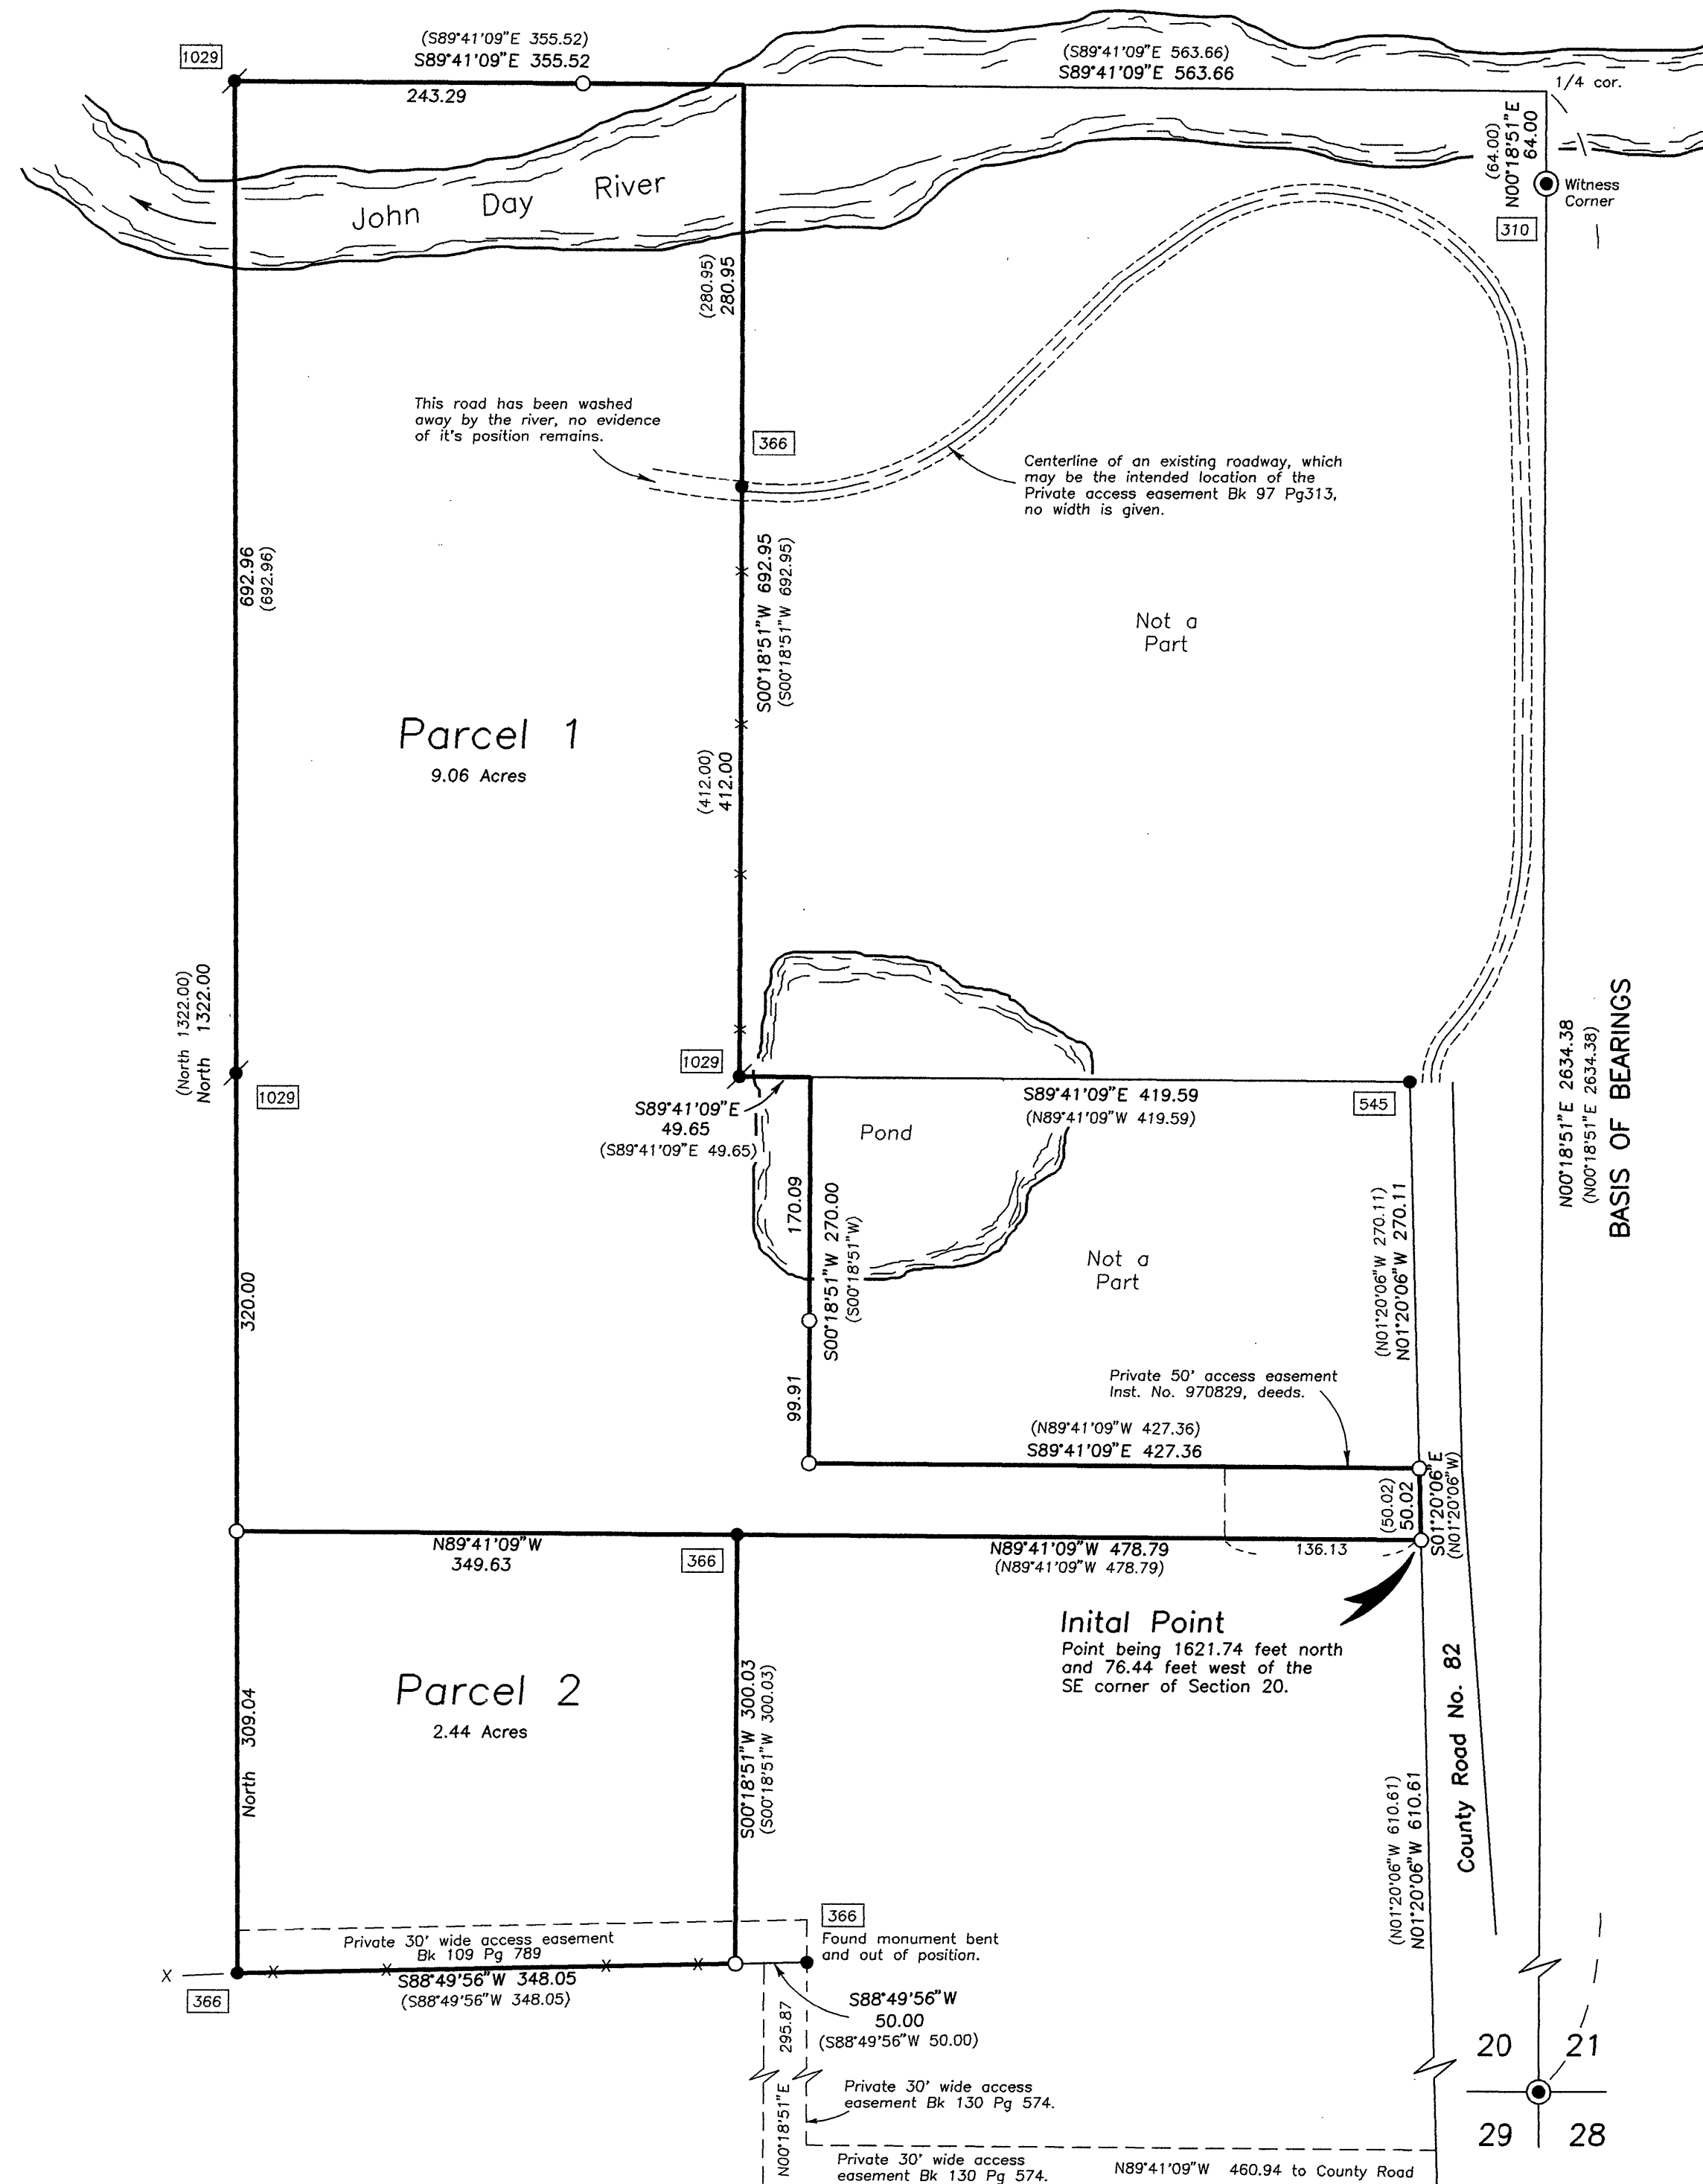 (S89°41'09"E 355.52)
S89°41'09"E 355.52
1029
243.29
(S89°41'09"E 563.66)
S89°41'09"E 563.66
1/4 cor.
(64.00)
N00°18'51"E
64.00
Witness
Corner
310
John Day River
(280.95)
280.95
This road has been washed
away by the river, no evidence
of it's position remains.
366
Centerline of an existing roadway, which
may be the intended location of the
Private access easement Bk 97 Pg313,
no width is given.
692.96
(692.96)
S00°18'51"W 692.95
(S00°18'51"W 692.95)
Not a
Part
Parcel 1
9.06 Acres
(412.00)
412.00
(North 1322.00)
North 1322.00
1029
1029
S89°41'09"E
49.65
(S89°41'09"E 49.65)
S89°41'09"E 419.59
(N89°41'09"W 419.59)
545
Pond
N00°18'51"E 2634.38
(N00°18'51"E 2634.38)
BASIS OF BEARINGS
170.09
S00°18'51"W 270.00
(S00°18'51"W)
(N01°20'06"W 270.11)
N01°20'06"W 270.11
Not a
Part
320.00
99.91
Private 50' access easement
Inst. No. 970829, deeds.
(N89°41'09"W 427.36)
S89°41'09"E 427.36
(50.02)
50.02
S01°20'06"E
(N01°20'06"W)
N89°41'09"W
349.63
366
N89°41'09"W 478.79
(N89°41'09"W 478.79)
136.13
Inital Point
Point being 1621.74 feet north
and 76.44 feet west of the
SE corner of Section 20.
Parcel 2
2.44 Acres
North 309.04
S00°18'51"W 300.03
(S00°18'51"W 300.03)
County Road No. 82
(N01°20'06"W 610.61)
N01°20'06"W 610.61
366
Found monument bent
and out of position.
Private 30' wide access easement
Bk 109 Pg 789
X
S88°49'56"W 348.05
(S88°49'56"W 348.05)
366
S88°49'56"W
50.00
(S88°49'56"W 50.00)
N00°18'51"E 295.87
Private 30' wide access
easement Bk 130 Pg 574.
20 21
29 28
Private 30' wide access
easement Bk 130 Pg 574.
N89°41'09"W 460.94 to County Road